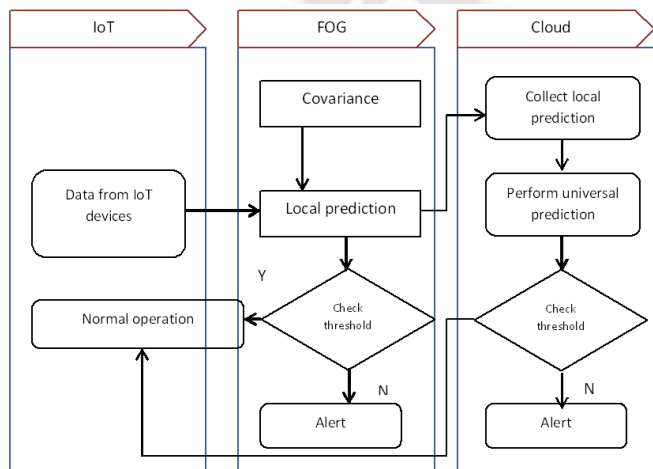 IoT
FOG
Cloud
Covariance
Collect local
prediction
Data from IoT
devices
Local prediction
Perform universal
prediction
Y
Normal operation
Check
threshold
Check
threshold
N
N
Alert
Alert